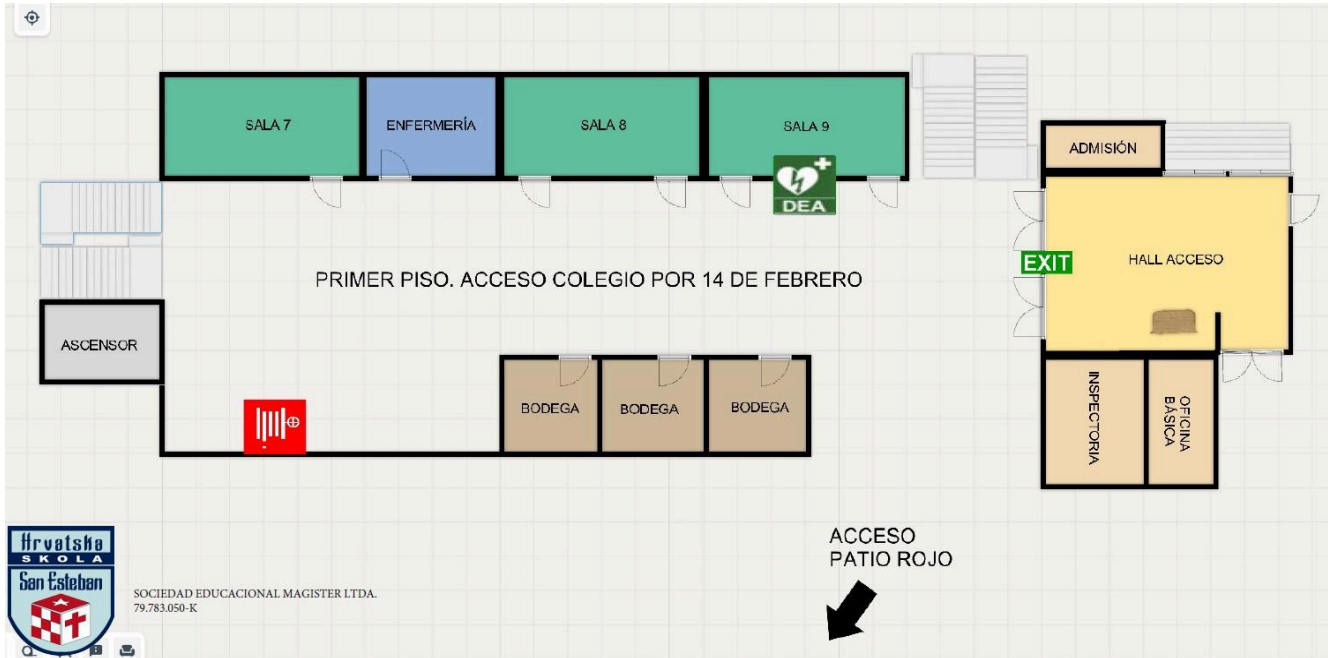 SALA 7
ENFERMERÍA
SALA 8
SALA 9
DEA
ADMISIÓN
EXIT
HALL ACCESO
PRIMER PISO. ACCESO COLEGIO POR 14 DE FEBRERO
ASCENSOR
BODEGA
BODEGA
BODEGA
INSPECTORIA
OFICINA
BÁSICA
ACCESO
PATIO ROJO
Hrvatska
SKOLA
San Esteban
SOCIEDAD EDUCACIONAL MAGISTER LTDA.
79.783.050-K